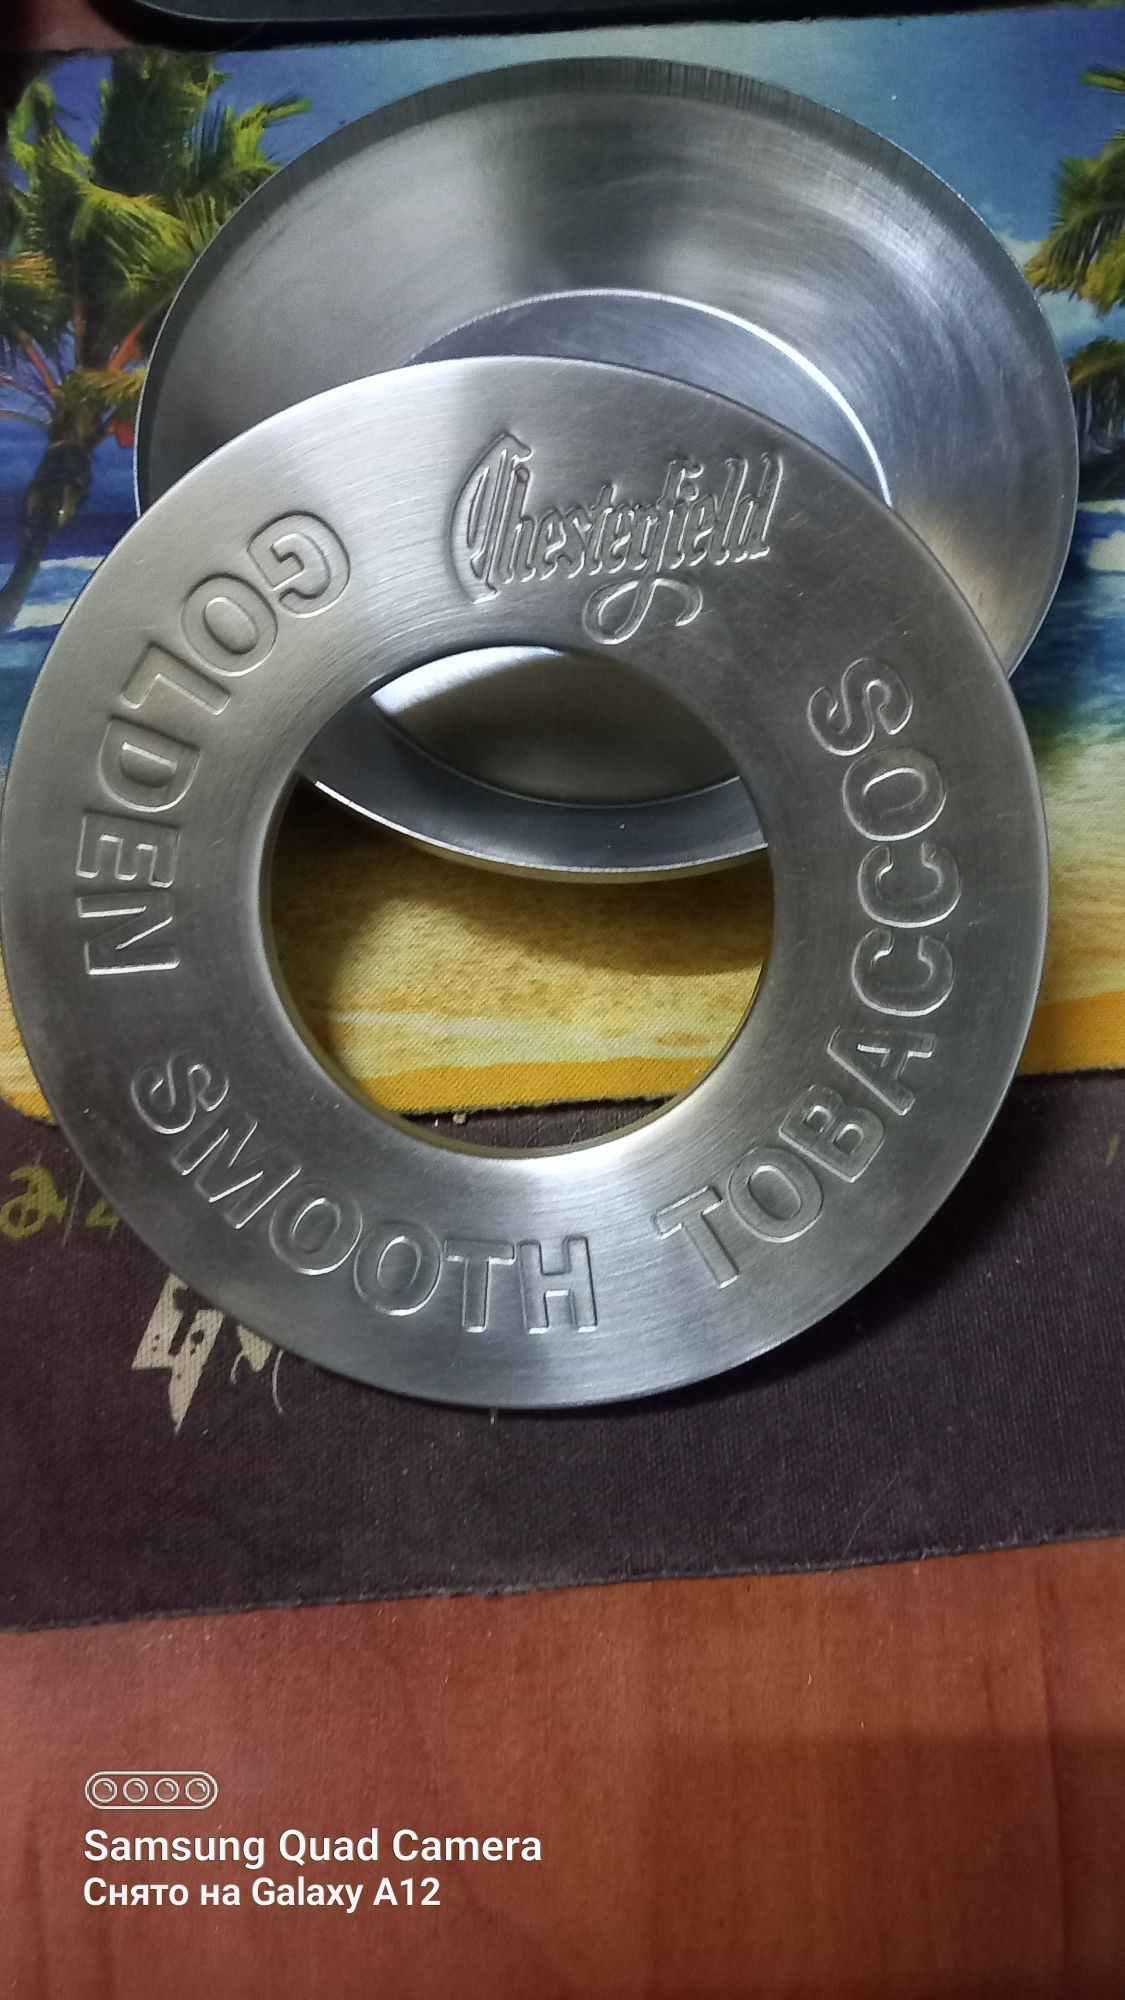 Chesterfield
GOLDEN SMOOTH TOBACCOS
Samsung Quad Camera
Снято на Galaxy A12